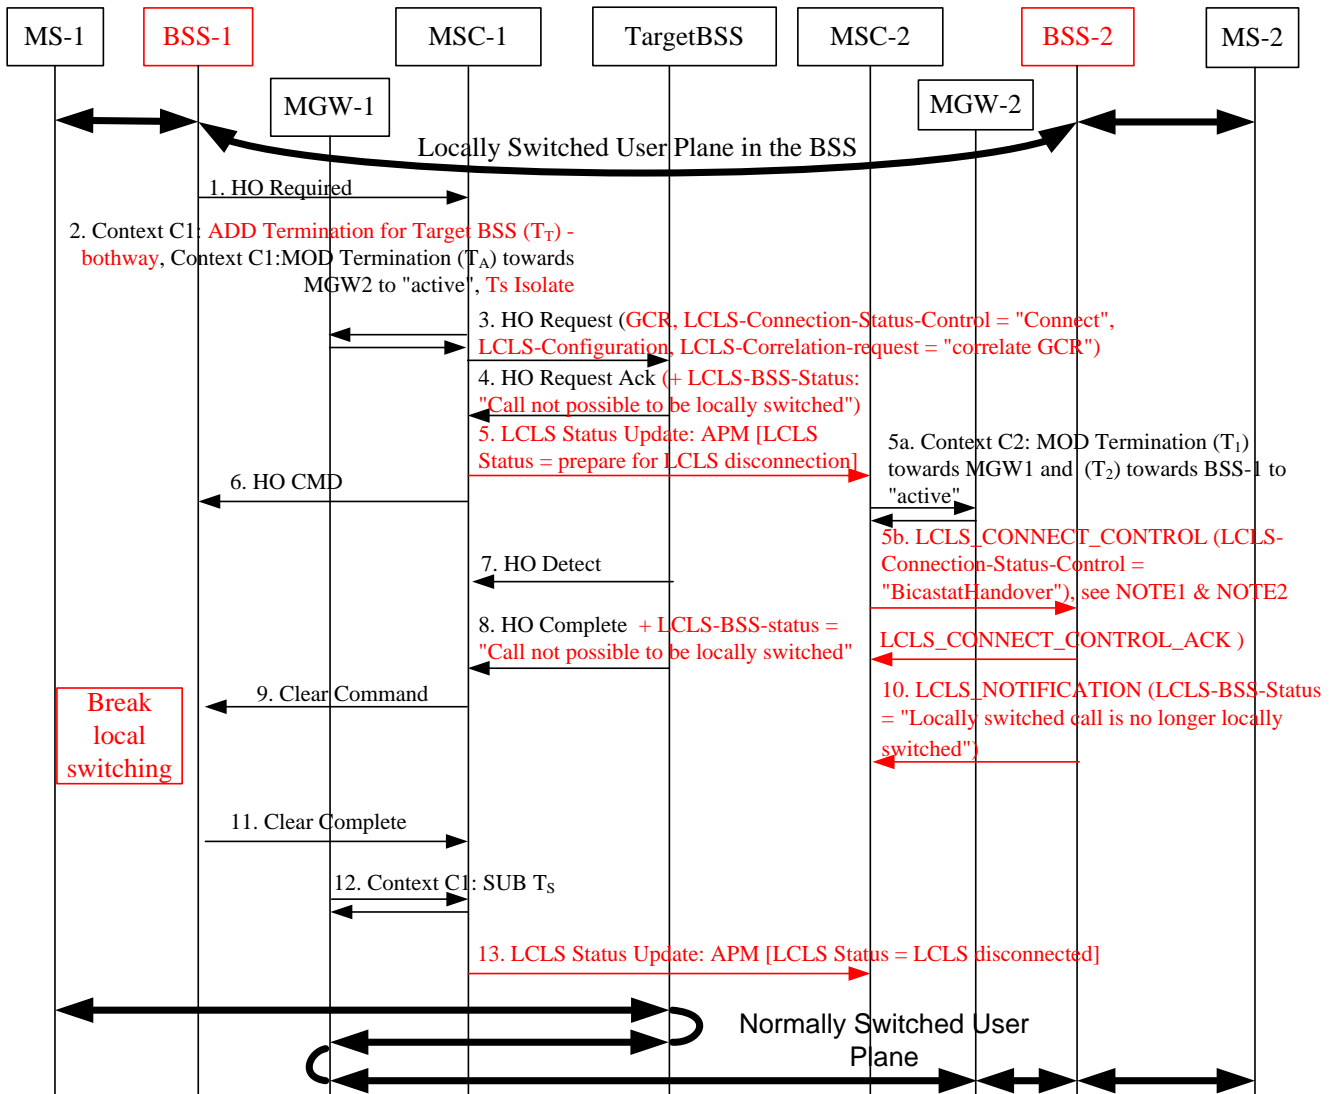 MS-1
BSS-1
MSC-1
TargetBSS
MSC-2
BSS-2
MS-2
MGW-1
MGW-2
Locally Switched User Plane in the BSS
1. HO Required
2. Context C1: ADD Termination for Target BSS (T_T) -
bothway, Context C1:MOD Termination (T_A) towards
MGW2 to "active", Ts Isolate
3. HO Request (GCR, LCLS-Connection-Status-Control = "Connect",
LCLS-Configuration, LCLS-Correlation-request = "correlate GCR")
4. HO Request Ack (+ LCLS-BSS-Status:
"Call not possible to be locally switched")
5. LCLS Status Update: APM [LCLS
Status = prepare for LCLS disconnection]
5a. Context C2: MOD Termination (T_1)
towards MGW1 and (T_2) towards BSS-1 to
"active"
6. HO CMD
5b. LCLS_CONNECT_CONTROL (LCLS-
Connection-Status-Control =
"BicastatHandover"), see NOTE1 & NOTE2
7. HO Detect
8. HO Complete + LCLS-BSS-status =
"Call not possible to be locally switched"
LCLS_CONNECT_CONTROL_ACK )
9. Clear Command
Break
local
switching
10. LCLS_NOTIFICATION (LCLS-BSS-Status
= "Locally switched call is no longer locally
switched")
11. Clear Complete
12. Context C1: SUB T_S
13. LCLS Status Update: APM [LCLS Status = LCLS disconnected]
Normally Switched User
Plane